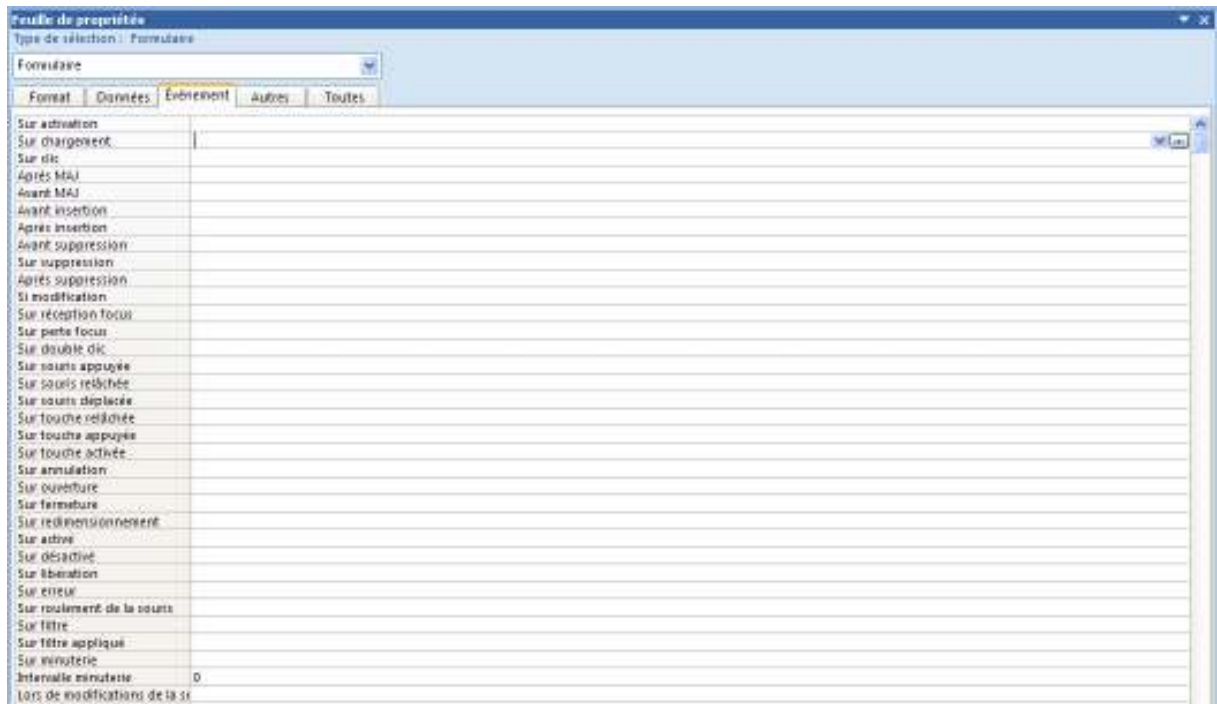 Feuille de propriétés
Type de sélection : Formulaire
Formulaire
Format Données Événement Autres Toutes
Sur activation
Sur chargement
Sur clic
Après MAJ
Avant MAJ
Avant insertion
Après insertion
Avant suppression
Sur suppression
Après suppression
Si modification
Sur réception focus
Sur perte focus
Sur double clic
Sur souris appuyée
Sur souris relâchée
Sur souris déplacée
Sur touche relâchée
Sur touche appuyée
Sur touche activée
Sur annulation
Sur ouverture
Sur fermeture
Sur redimensionnement
Sur activé
Sur désactivé
Sur libération
Sur erreur
Sur roulement de la souris
Sur filtre
Sur filtre appliqué
Sur minuterie
Intervalle minuterie 0
Lors de modifications de la s